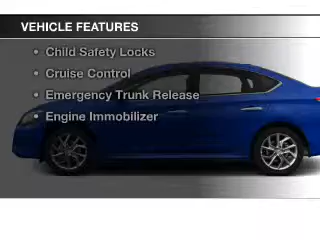 VEHICLE FEATURES
• Child Safety Locks
• Cruise Control
• Emergency Trunk Release
• Engine Immobilizer